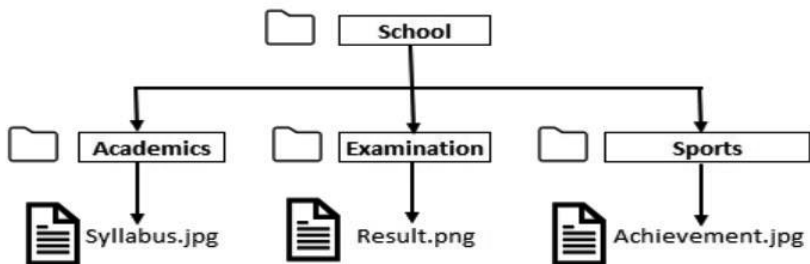 School
Academics Examination Sports
Syllabus.jpg Result.png Achievement.jpg